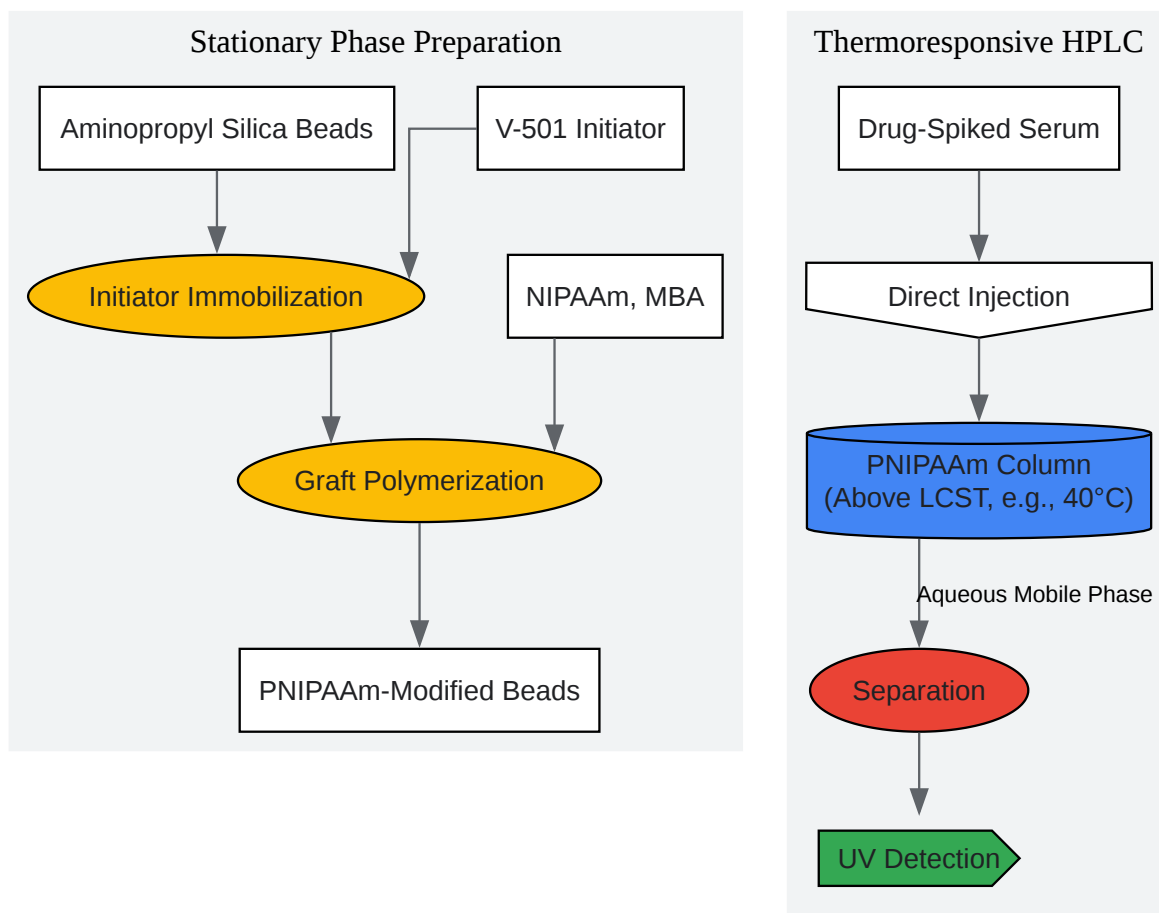 Stationary Phase Preparation
Aminopropyl Silica Beads
V-501 Initiator
Initiator Immobilization
NIPAAm, MBA
Graft Polymerization
PNIPAAm-Modified Beads
Thermoresponsive HPLC
Drug-Spiked Serum
Direct Injection
PNIPAAm Column
(Above LCST, e.g., 40°C)
Aqueous Mobile Phase
Separation
UV Detection